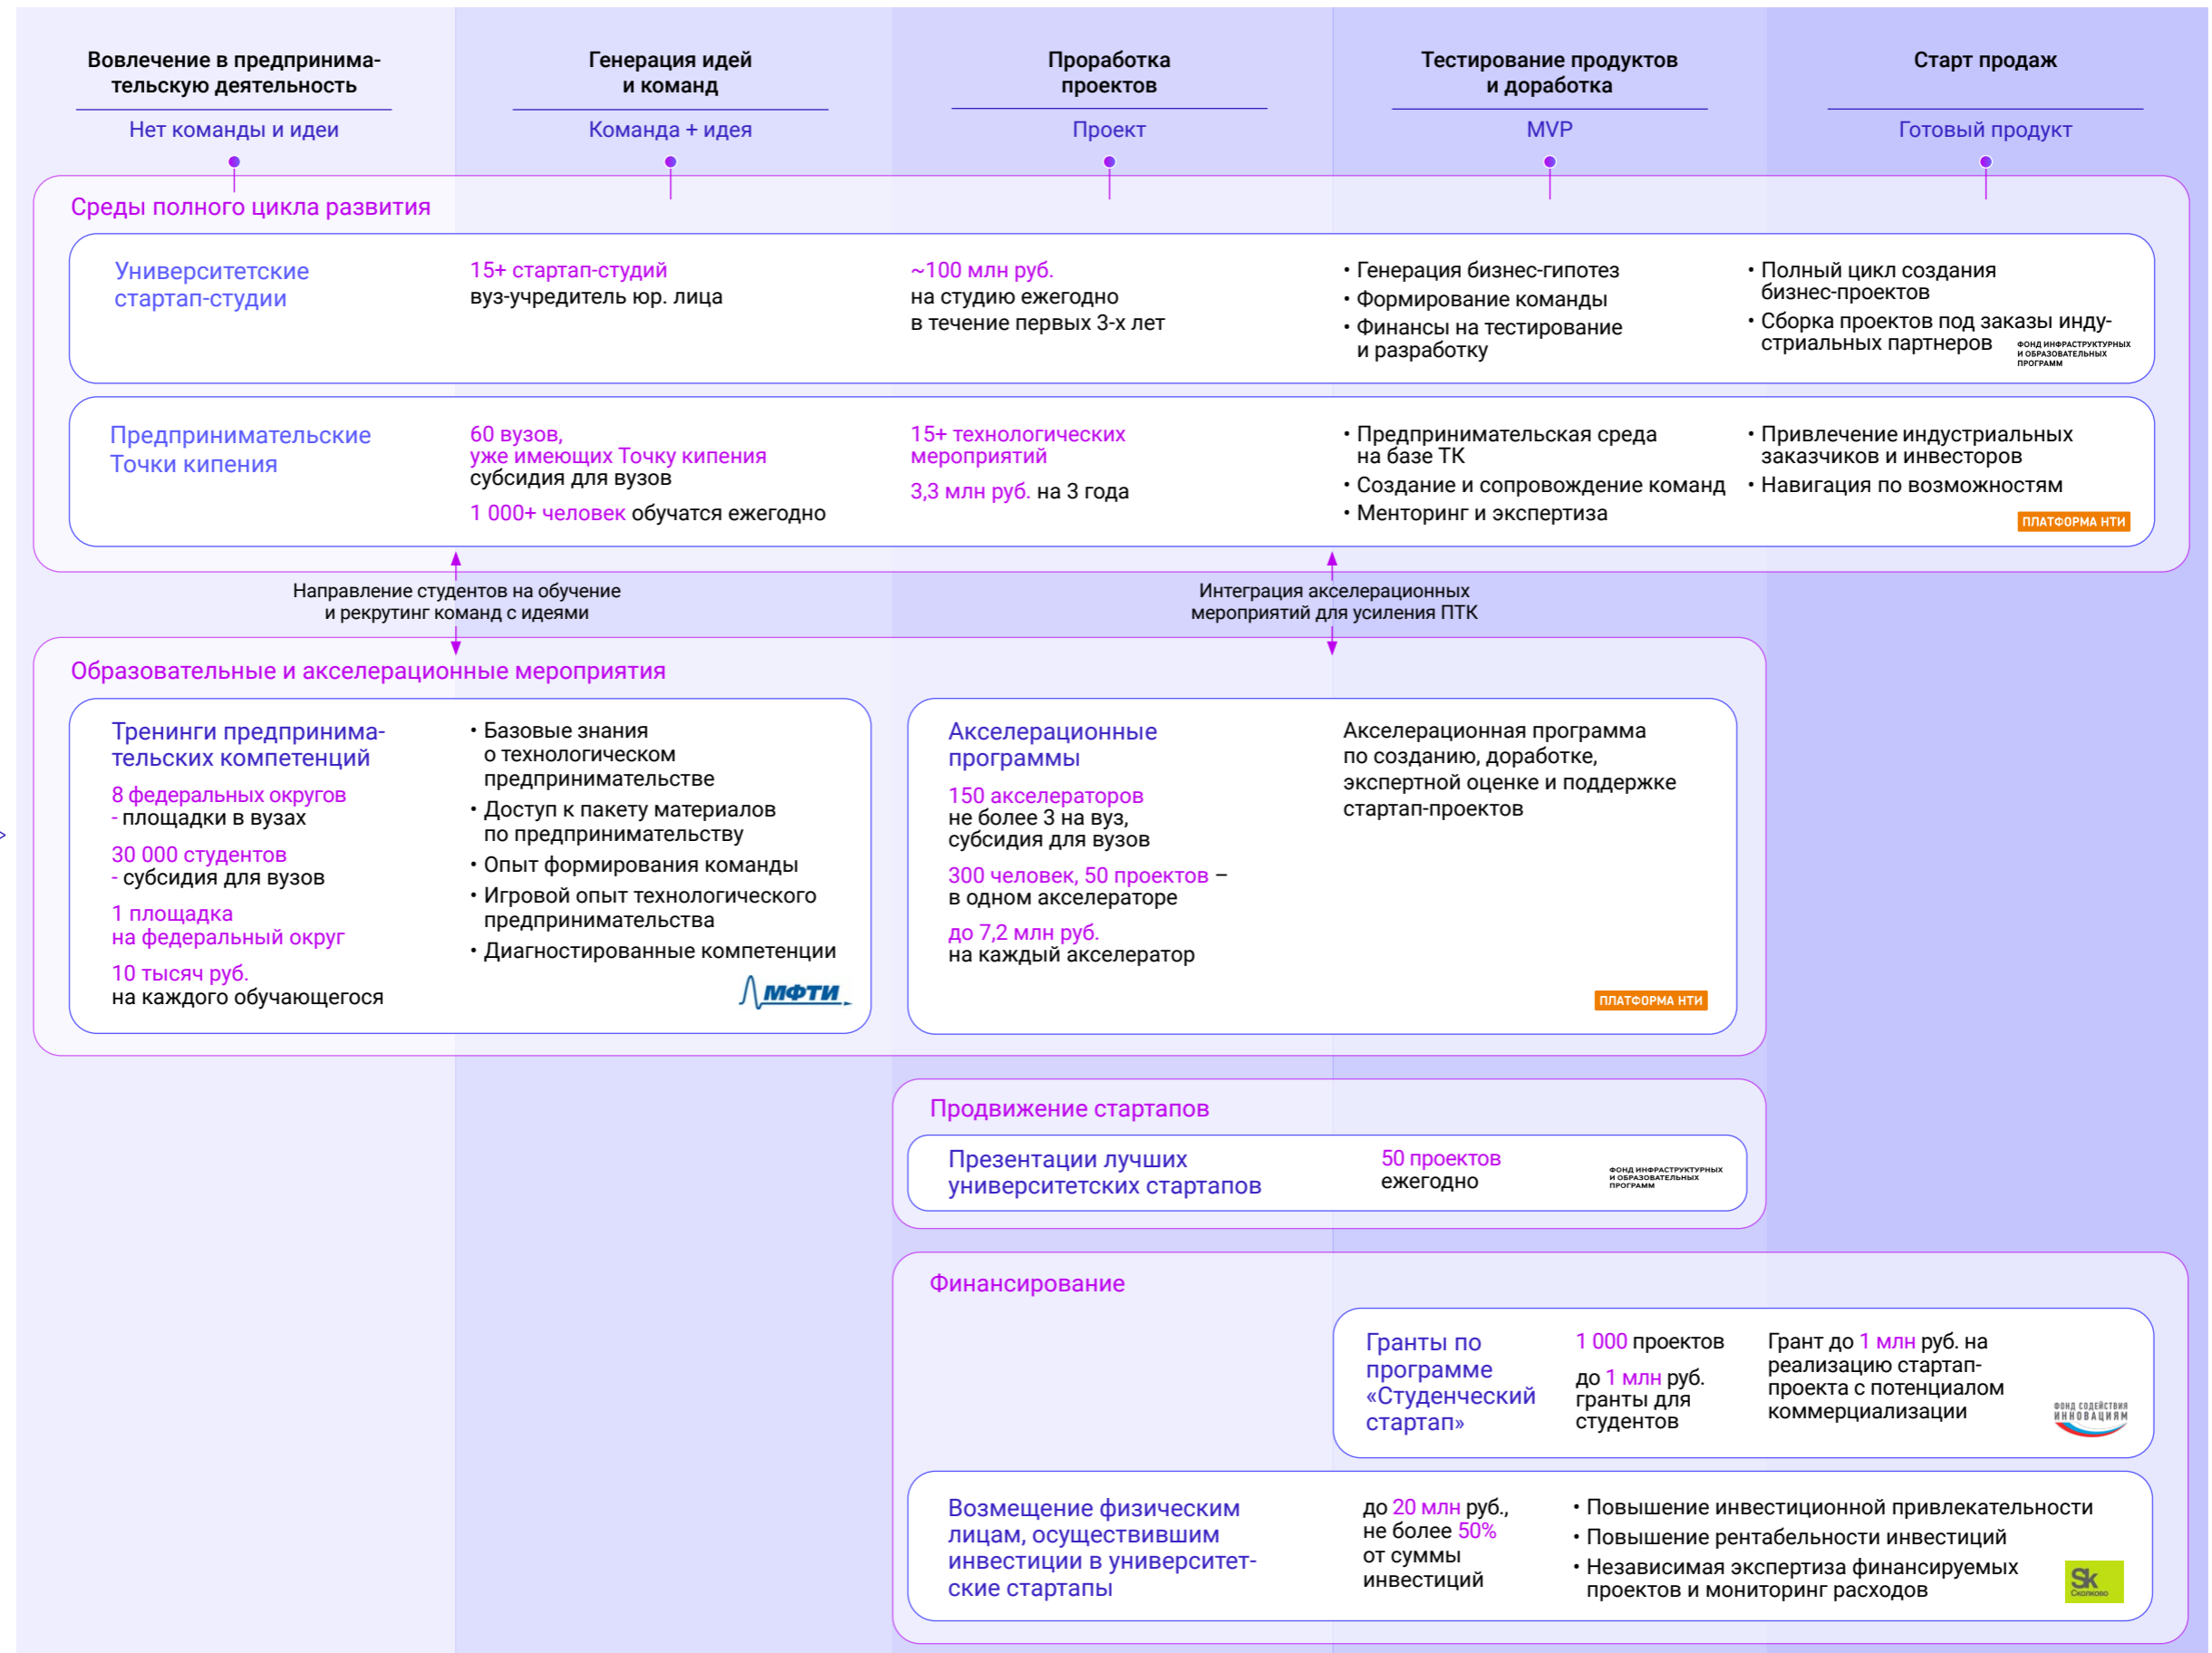 Вовлечение в предпринима-
тельскую деятельность
Нет команды и идеи
Генерация идей
и команд
Команда + идея
Проработка
проектов
Проект
Тестирование продуктов
и доработка
MVP
Старт продаж
Готовый продукт
Среды полного цикла развития
Университетские
стартап-студии
15+ стартап-студий
вуз-учредитель юр. лица
~100 млн руб.
на студию ежегодно
в течение первых 3-х лет
• Генерация бизнес-гипотез
• Формирование команды
• Финансы на тестирование
и разработку
• Полный цикл создания
бизнес-проектов
• Сборка проектов под заказы инду-
стриальных партнеров
ФОНД ИНФРАСТРУКТУРНЫХ
И ОБРАЗОВАТЕЛЬНЫХ
ПРОГРАММ
Предпринимательские
Точки кипения
60 вузов,
уже имеющих Точку кипения
субсидия для вузов
1 000+ человек обучатся ежегодно
15+ технологических
мероприятий
3,3 млн руб. на 3 года
• Предпринимательская среда
на базе ТК
• Создание и сопровождение команд
• Менторинг и экспертиза
• Привлечение индустриальных
заказчиков и инвесторов
• Навигация по возможностям
ПЛАТФОРМА НТИ
Направление студентов на обучение
и рекрутинг команд с идеями
Интеграция акселерационных
мероприятий для усиления ПТК
Образовательные и акселерационные мероприятия
Тренинги предпринима-
тельских компетенций
8 федеральных округов
- площадки в вузах
30 000 студентов
- субсидия для вузов
1 площадка
на федеральный округ
10 тысяч руб.
на каждого обучающегося
• Базовые знания
о технологическом
предпринимательстве
• Доступ к пакету материалов
по предпринимательству
• Опыт формирования команды
• Игровой опыт технологического
предпринимательства
• Диагностированные компетенции
МФТИ
Акселерационные
программы
150 акселераторов
не более 3 на вуз,
субсидия для вузов
300 человек, 50 проектов –
в одном акселераторе
до 7,2 млн руб.
на каждый акселератор
Акселерационная программа
по созданию, доработке,
экспертной оценке и поддержке
стартап-проектов
ПЛАТФОРМА НТИ
Продвижение стартапов
Презентации лучших
университетских стартапов
50 проектов
ежегодно
ФОНД ИНФРАСТРУКТУРНЫХ
И ОБРАЗОВАТЕЛЬНЫХ
ПРОГРАММ
Финансирование
Гранты по
программе
«Студенческий
стартап»
1 000 проектов
до 1 млн руб.
гранты для
студентов
Грант до 1 млн руб. на
реализацию стартап-
проекта с потенциалом
коммерциализации
ФОНД СОДЕЙСТВИЯ
ИННОВАЦИЯМ
Возмещение физическим
лицам, осуществившим
инвестиции в университет-
ские стартапы
до 20 млн руб.,
не более 50%
от суммы
инвестиций
• Повышение инвестиционной привлекательности
• Повышение рентабельности инвестиций
• Независимая экспертиза финансируемых
проектов и мониторинг расходов
Sk
Сколково